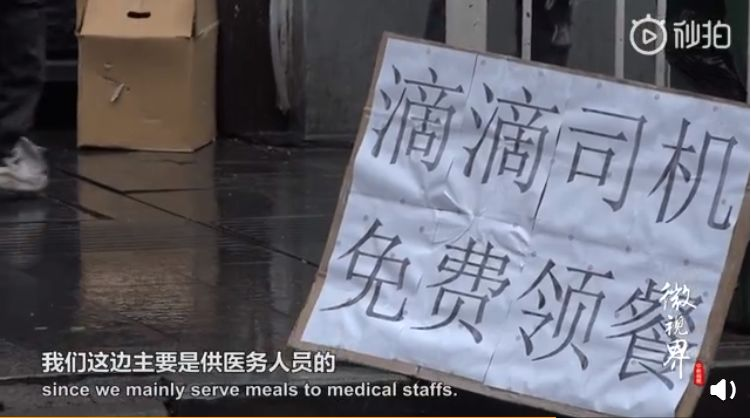 秒拍
滴滴司机
免费领餐
微视界
我们这边主要是供医务人员的
since we mainly serve meals to medical staffs.